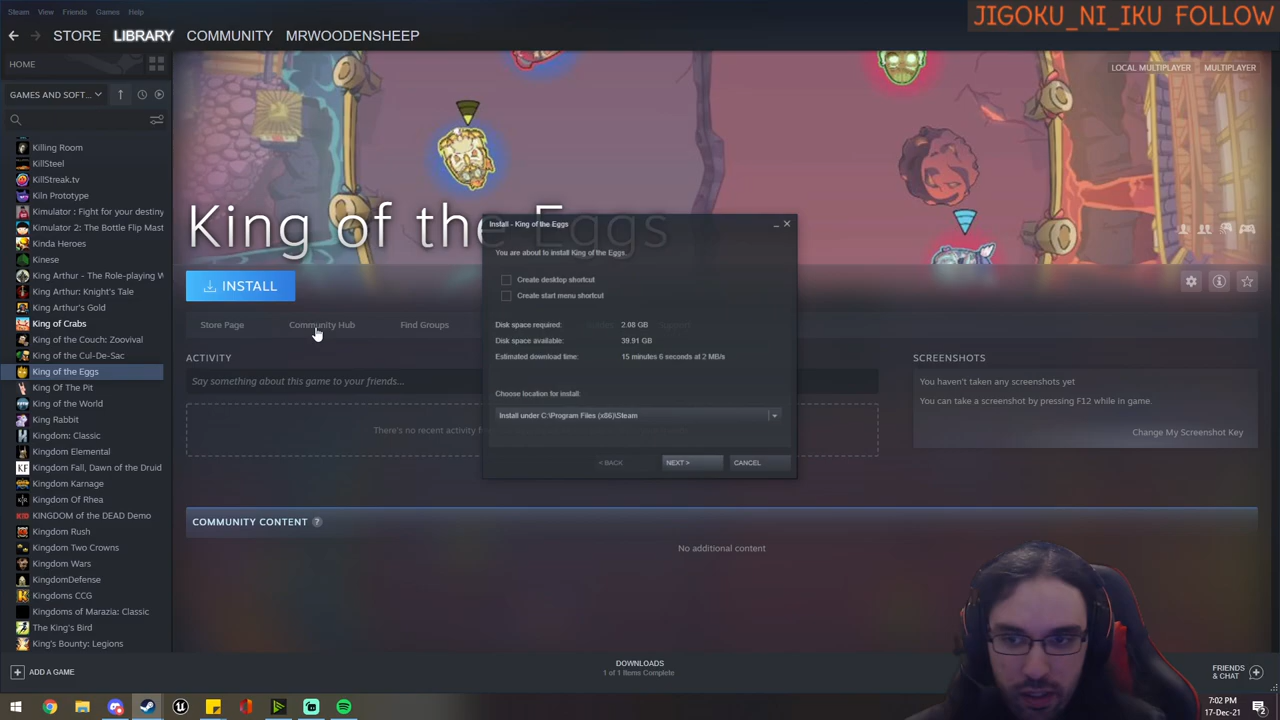 Steam View Friends Games Help
JIGOKU_NI_IKU FOLLOW
STORE LIBRARY COMMUNITY MRWOODENSHEEP
HOME
LOCAL MULTIPLAYER MULTIPLAYER
GAMES AND SOFT...
Killing Room
KillSteel
KillStreak.tv
Kiln Prototype
Kimulator : Fight for your destiny
Kimulator 2: The Bottle Flip Mast
Kinda Heroes
Kinese
King Arthur - The Role-playing W
King Arthur: Knight's Tale
King Arthur's Gold
King of Crabs
King of the Couch: Zoovival
King of the Cul-De-Sac
King of the Eggs
King Of The Pit
King of the World
King Rabbit
Kingdom: Classic
Kingdom Elemental
KF Kingdom Fall, Dawn of the Druid
Kingdom Karnage
Kingdom Of Rhea
KINGDOM of the DEAD Demo
Kingdom Rush
Kingdom Two Crowns
Kingdom Wars
KingdomDefense
Kingdoms CCG
Kingdoms of Marazia: Classic
The King's Bird
King's Bounty: Legions
King of the Eggs
INSTALL
Store Page Community Hub Find Groups
ACTIVITY
Say something about this game to your friends...
There's no recent activity
Install - King of the Eggs
You are about to install King of the Eggs.
Create desktop shortcut
Create start menu shortcut
Disk space required: 2.08 GB
Disk space available: 39.91 GB
Estimated download time: 15 minutes 6 seconds at 2 MB/s
Choose location for install:
Install under C:\Program Files (x86)\Steam
< BACK NEXT > CANCEL
SCREENSHOTS
You haven't taken any screenshots yet
You can take a screenshot by pressing F12 while in game.
Change My Screenshot Key
COMMUNITY CONTENT ?
No additional content
ADD A GAME
DOWNLOADS
1 of 1 Items Complete
FRIENDS
& CHAT
7:02 PM
17-Dec-21
2